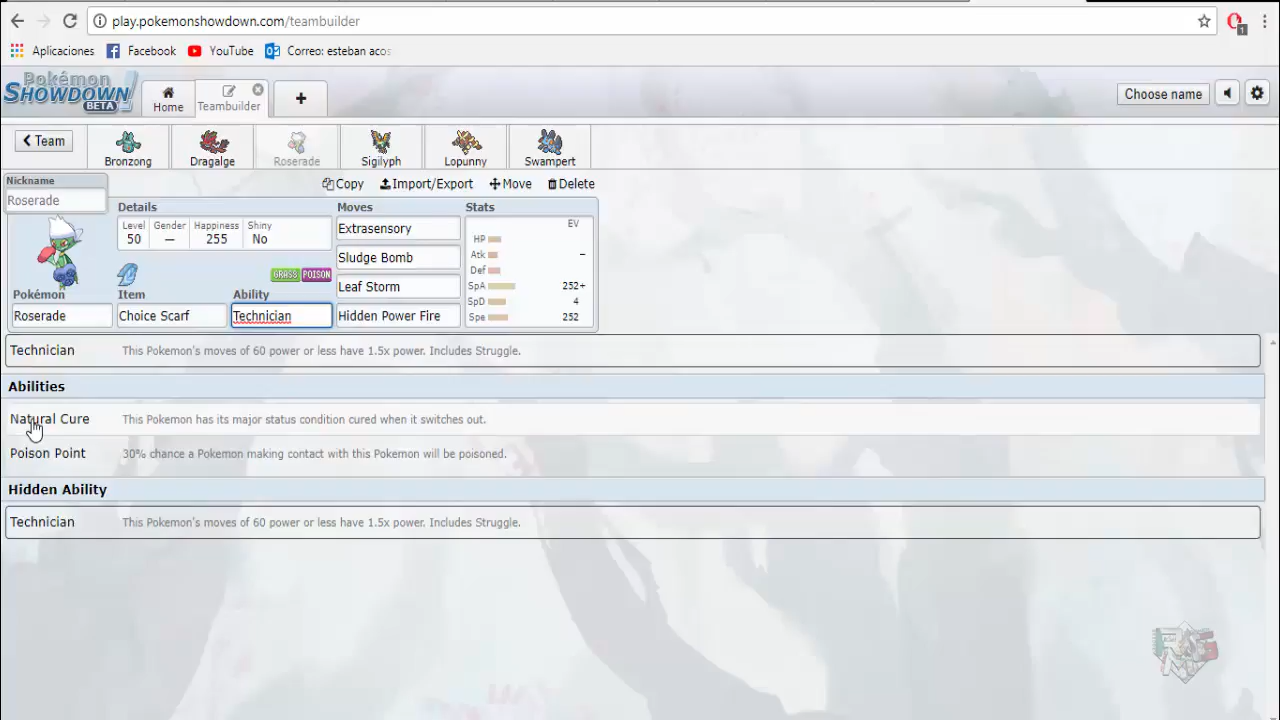 play.pokemonshowdown.com/teambuilder
1
Aplicaciones Facebook YouTube Correo: esteban acos
Pokémon
SHOWDOWN
BETA
Home
Teambuilder
+
Choose name
Team
Bronzong
Dragalge
Roserade
Sigilyph
Lopunny
Swampert
Nickname
Roserade
Copy Import/Export Move Delete
Details
Level Gender Happiness Shiny
50 — 255 No
GRASS POISON
Pokémon
Roserade
Item
Choice Scarf
Ability
Technician
Moves
Extrasensory
Sludge Bomb
Leaf Storm
Hidden Power Fire
Stats
EV
HP
Atk –
Def
SpA 252+
SpD 4
Spe 252
Technician This Pokemon's moves of 60 power or less have 1.5x power. Includes Struggle.
Abilities
Natural Cure This Pokemon has its major status condition cured when it switches out.
Poison Point 30% chance a Pokemon making contact with this Pokemon will be poisoned.
Hidden Ability
Technician This Pokemon's moves of 60 power or less have 1.5x power. Includes Struggle.